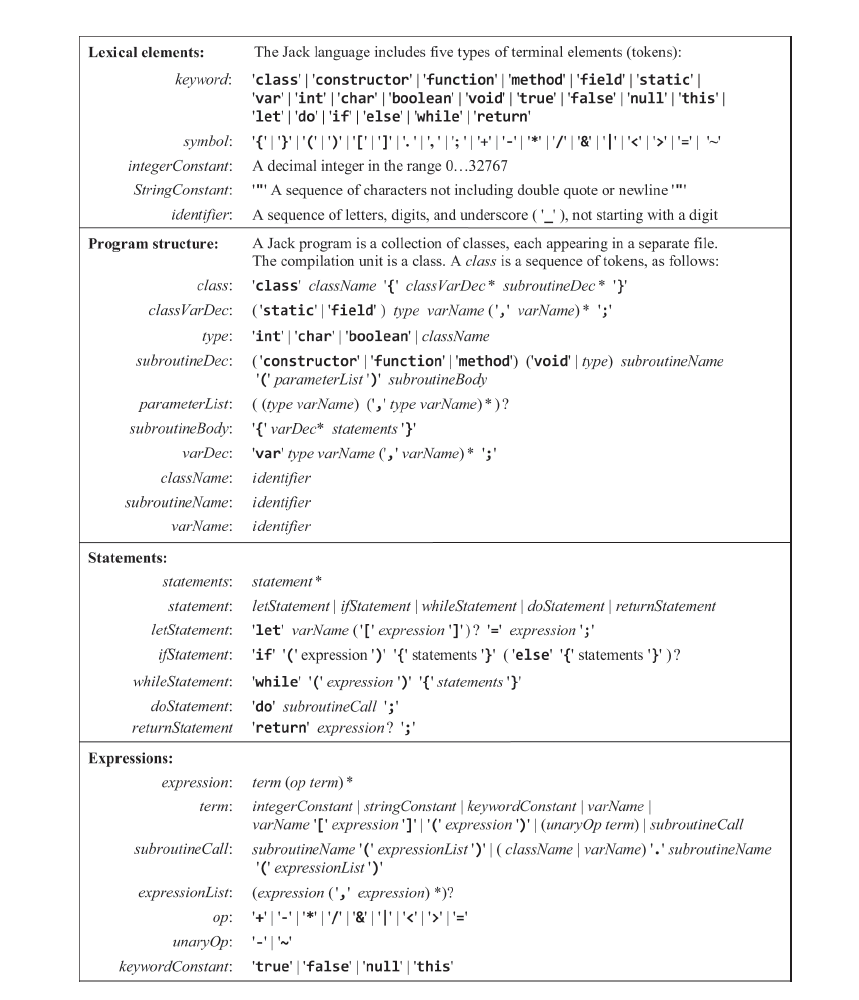 Lexical elements: The Jack language includes five types of terminal elements (tokens):
keyword: 'class' | 'constructor' | 'function' | 'method' | 'field' | 'static' |
'var' | 'int' | 'char' | 'boolean' | 'void' | 'true' | 'false' | 'null' | 'this' |
'let' | 'do' | 'if' | 'else' | 'while' | 'return'
symbol: '{' | '}' | '(' | ')' | '[' | ']' | '.' | ',' | ';' | '+' | '-' | '*' | '/' | '&' | '|' | '<' | '>' | '=' | '~'
integerConstant: A decimal integer in the range 0...32767
StringConstant: '"' A sequence of characters not including double quote or newline '"'
identifier: A sequence of letters, digits, and underscore ( '_' ), not starting with a digit
Program structure: A Jack program is a collection of classes, each appearing in a separate file.
The compilation unit is a class. A class is a sequence of tokens, as follows:
class: 'class' className '{' classVarDec* subroutineDec* '}'
classVarDec: ('static' | 'field' ) type varName (',' varName)* ';'
type: 'int' | 'char' | 'boolean' | className
subroutineDec: ('constructor' | 'function' | 'method') ('void' | type) subroutineName
'(' parameterList ')' subroutineBody
parameterList: ( (type varName) (',' type varName)*)?
subroutineBody: '{' varDec* statements '}'
varDec: 'var' type varName (',' varName)* ';'
className: identifier
subroutineName: identifier
varName: identifier
Statements:
statements: statement*
statement: letStatement | ifStatement | whileStatement | doStatement | returnStatement
letStatement: 'let' varName ('[' expression ']')? '=' expression ';'
ifStatement: 'if' '(' expression ')' '{' statements '}' ('else' '{' statements '}' )?
whileStatement: 'while' '(' expression ')' '{' statements '}'
doStatement: 'do' subroutineCall ';'
returnStatement 'return' expression? ';'
Expressions:
expression: term (op term)*
term: integerConstant | stringConstant | keywordConstant | varName |
varName '[' expression ']' | '(' expression ')' | (unaryOp term) | subroutineCall
subroutineCall: subroutineName '(' expressionList ')' | ( className | varName) '.' subroutineName
'(' expressionList ')'
expressionList: (expression (',' expression) *)?
op: '+' | '-' | '*' | '/' | '&' | '|' | '<' | '>' | '='
unaryOp: '-' | '~'
keywordConstant: 'true' | 'false' | 'null' | 'this'